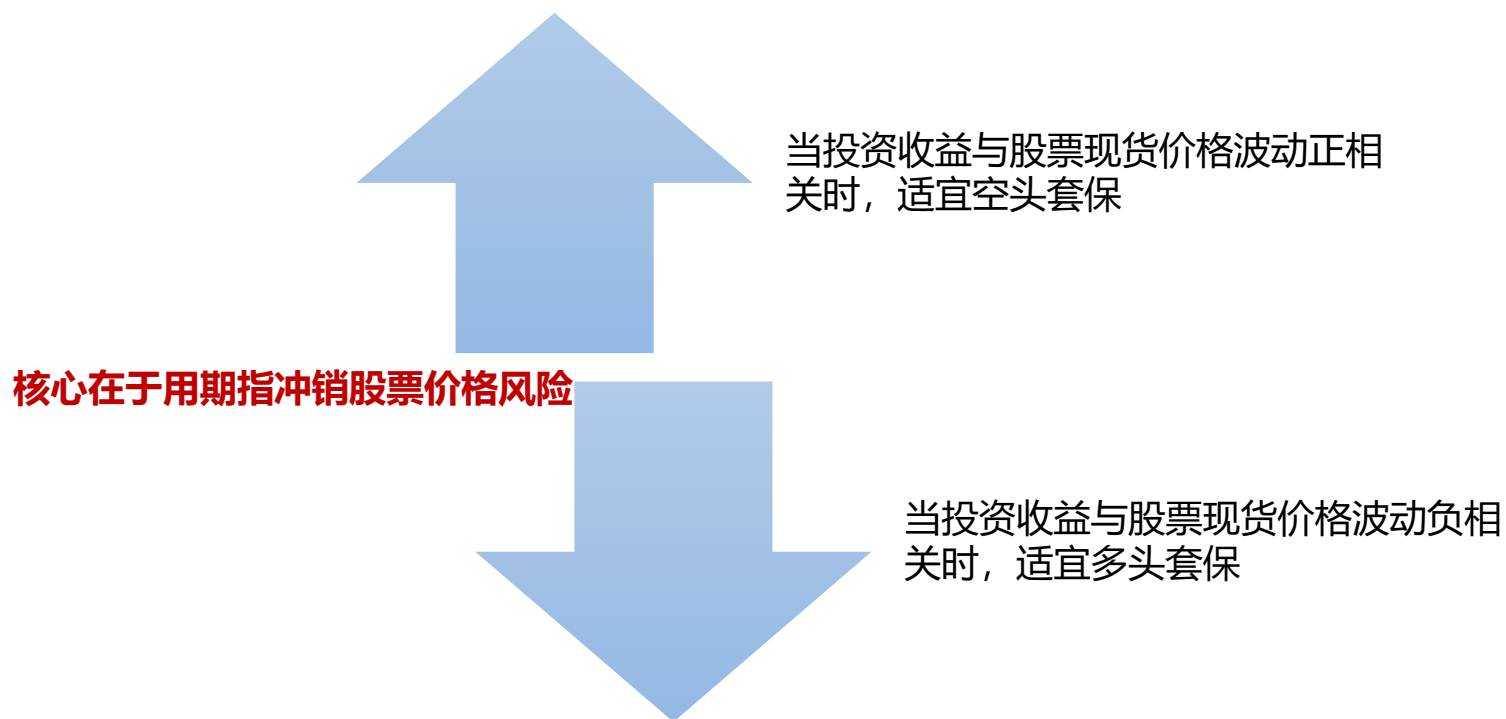 当投资收益与股票现货价格波动正相
关时，适宜空头套保
核心在于用期指冲销股票价格风险
当投资收益与股票现货价格波动负相
关时，适宜多头套保